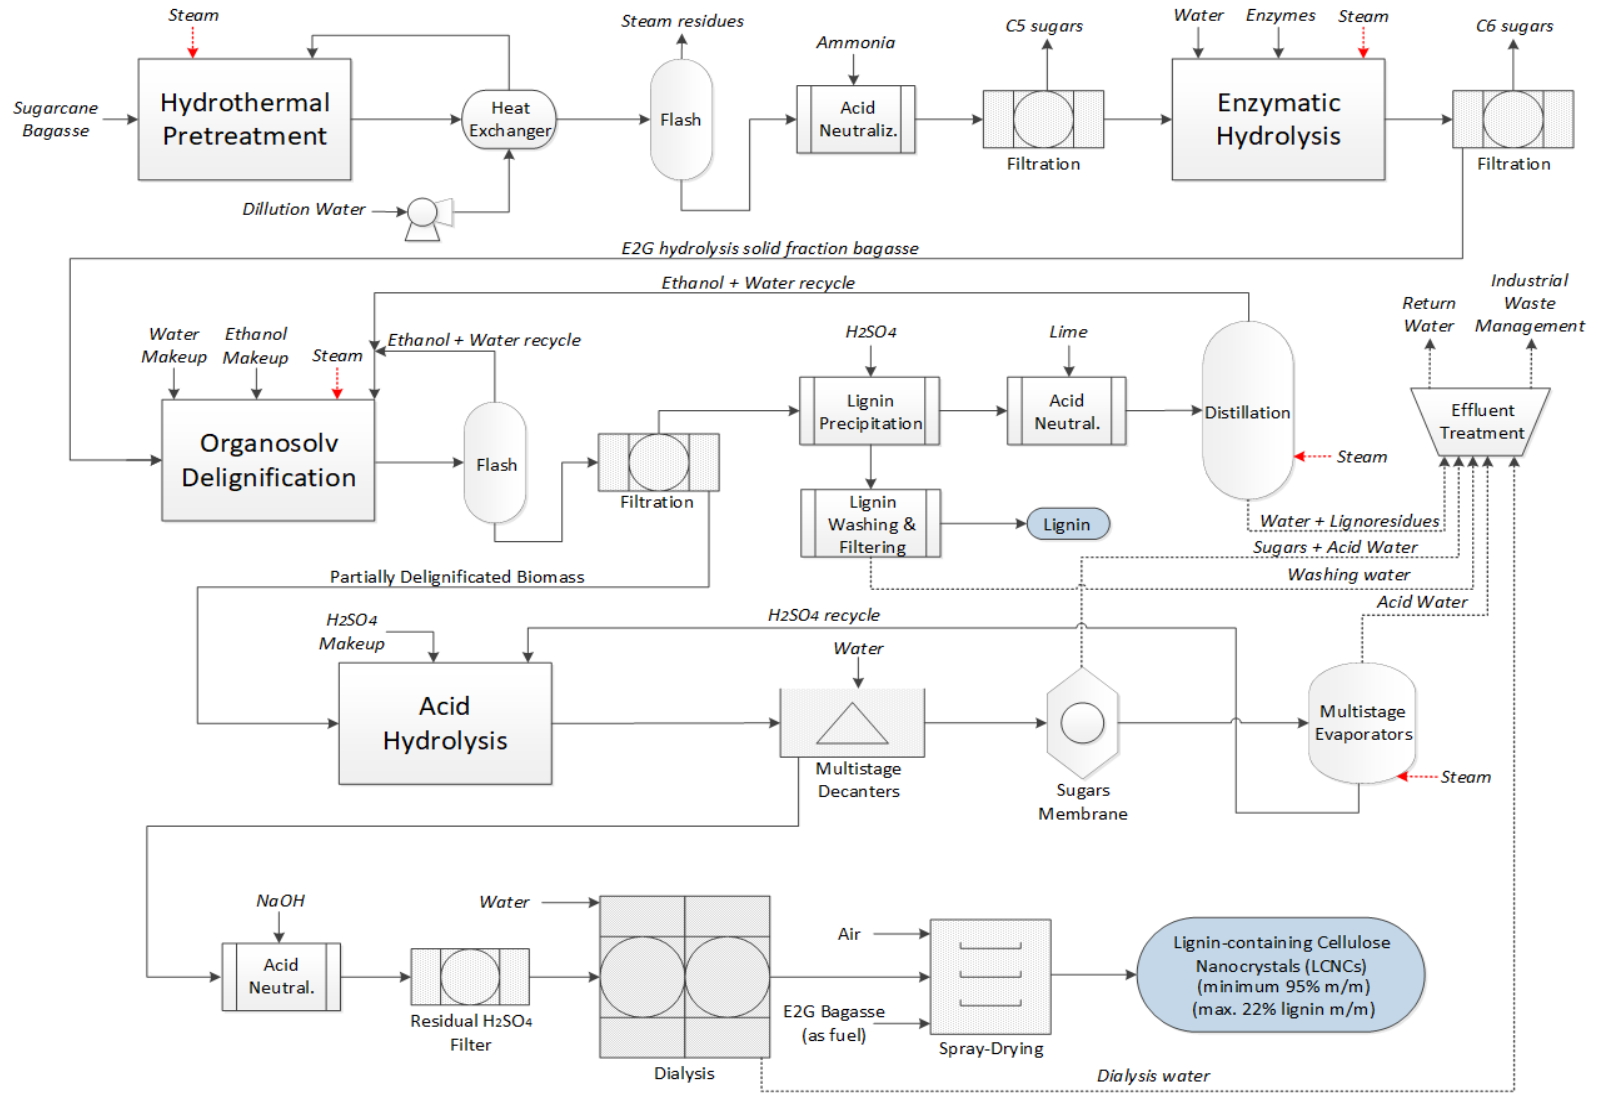 Steam
Steam residues
Ammonia
C5 sugars
Water
Enzymes
Steam
C6 sugars
Sugarcane
Bagasse
Hydrothermal
Pretreatment
Heat
Exchanger
Flash
Acid
Neutraliz.
Filtration
Enzymatic
Hydrolysis
Filtration
Dillution Water
E2G hydrolysis solid fraction bagasse
Ethanol + Water recycle
Water
Makeup
Ethanol
Makeup
Steam
Ethanol + Water recycle
H2SO4
Lime
Return
Water
Industrial
Waste
Management
Organosolv
Delignification
Flash
Filtration
Lignin
Precipitation
Acid
Neutral.
Distillation
Effluent
Treatment
Steam
Lignin
Washing &
Filtering
Lignin
Water + Lignoresidues
Sugars + Acid Water
Washing water
Acid Water
Partially Delignificated Biomass
H2SO4
Makeup
H2SO4 recycle
Water
Acid
Hydrolysis
Multistage
Decanters
Sugars
Membrane
Multistage
Evaporators
Steam
NaOH
Water
Acid
Neutral.
Residual H2SO4
Filter
Dialysis
Air
E2G Bagasse
(as fuel)
Spray-Drying
Lignin-containing Cellulose
Nanocrystals (LCNCs)
(minimum 95% m/m)
(max. 22% lignin m/m)
Dialysis water